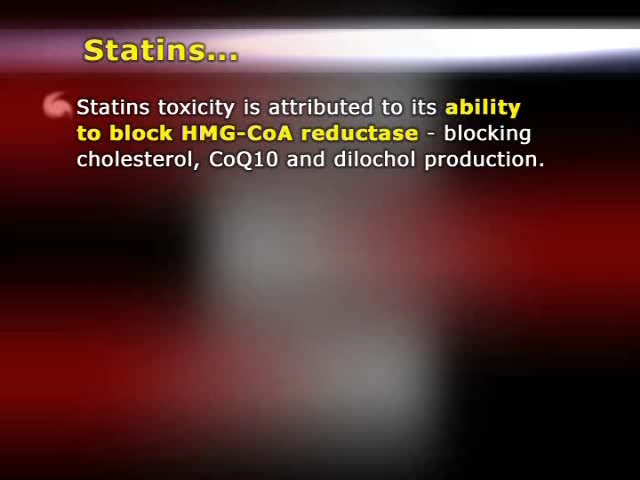 Statins...
Statins toxicity is attributed to its ability
to block HMG-CoA reductase - blocking
cholesterol, CoQ10 and dilochol production.